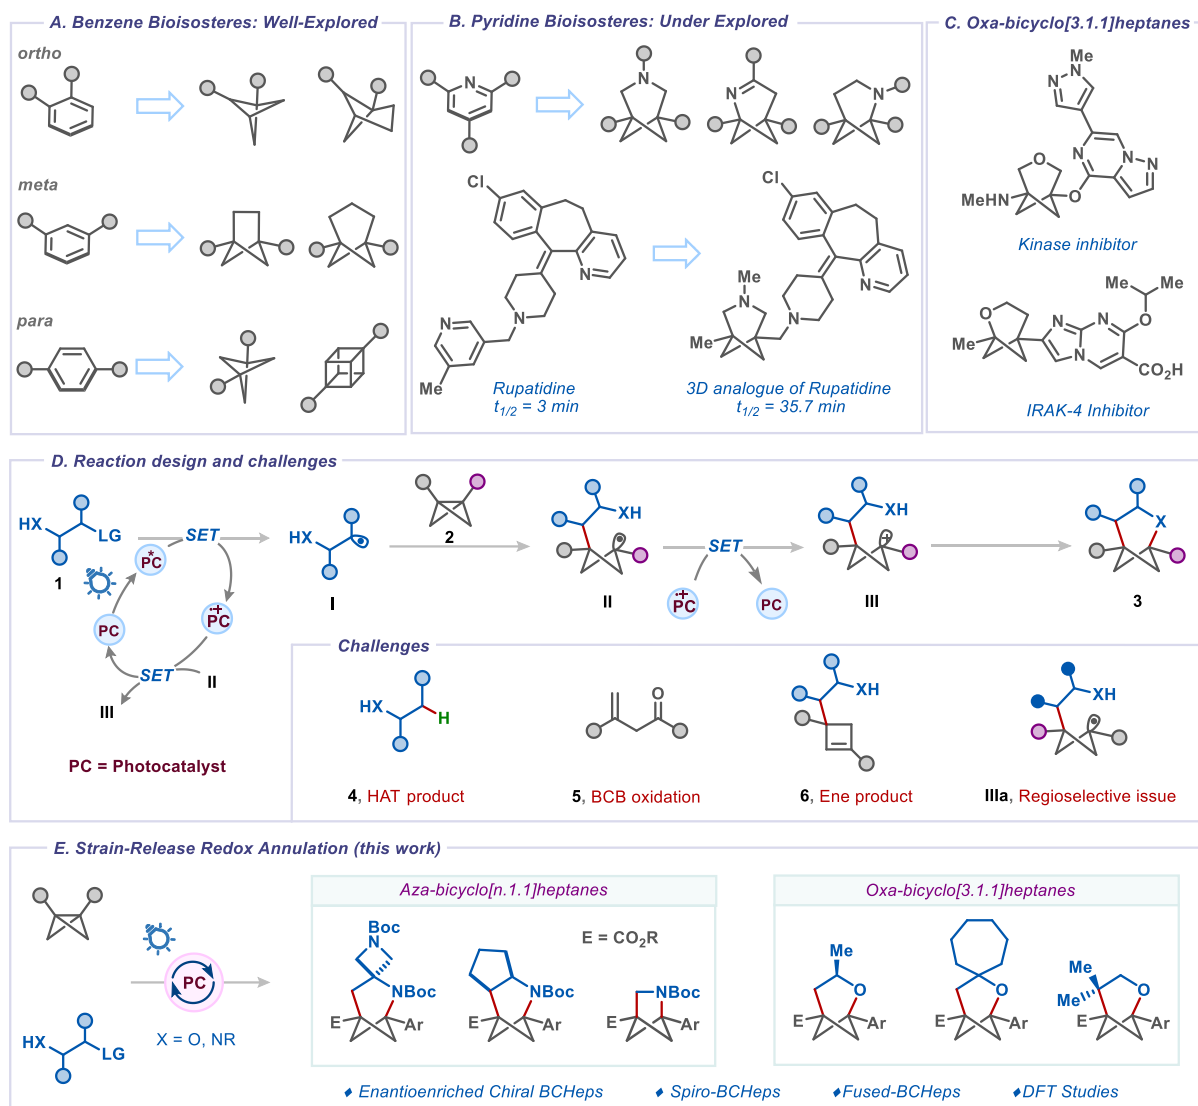 A. Benzene Bioisosteres: Well-Explored
ortho
meta
para
B. Pyridine Bioisosteres: Under Explored
N
N
N
N
Cl
N
N
N
Me
Rupatidine
t1/2 = 3 min
Cl
N
Me
N
N
Me
3D analogue of Rupatidine
t1/2 = 35.7 min
C. Oxa-bicyclo[3.1.1]heptanes
Me
N
N
N
N
N
O
O
MeHN
Kinase inhibitor
Me
Me
O
O
N
N
N
Me
CO2H
IRAK-4 Inhibitor
D. Reaction design and challenges
HX
LG
1
SET
PC*
PC
PC•+
SET
II
III
PC = Photocatalyst
HX
I
2
XH
II
SET
PC•+
PC
XH
+
III
X
3
Challenges
HX
H
4, HAT product
O
5, BCB oxidation
XH
6, Ene product
XH
IIIa, Regioselective issue
E. Strain-Release Redox Annulation (this work)
HX
LG
PC
X = O, NR
Aza-bicyclo[n.1.1]heptanes
Boc
N
NBoc
E
Ar
NBoc
E
Ar
E = CO2R
NBoc
E
Ar
Oxa-bicyclo[3.1.1]heptanes
Me
O
E
Ar
O
E
Ar
Me
Me
O
E
Ar
♦ Enantioenriched Chiral BCHeps
♦ Spiro-BCHeps
♦Fused-BCHeps
♦DFT Studies